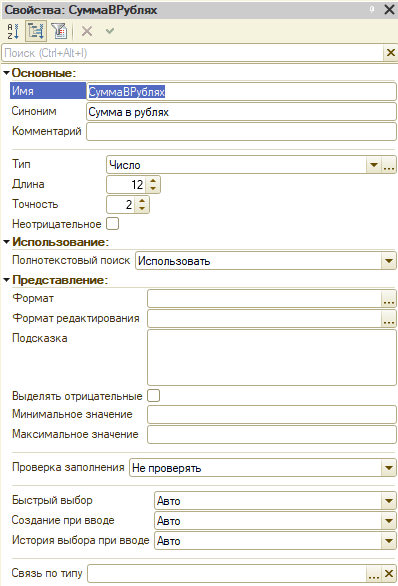 Свойства: СуммаВРублях
Поиск (Ctrl+Alt+I)
Основные:
Имя СуммаВРублях
Синоним Сумма в рублях
Комментарий
Тип Число
Длина 12
Точность 2
Неотрицательное
Использование:
Полнотекстовый поиск Использовать
Представление:
Формат
Формат редактирования
Подсказка
Выделять отрицательные
Минимальное значение
Максимальное значение
Проверка заполнения Не проверять
Быстрый выбор Авто
Создание при вводе Авто
История выбора при вводе Авто
Связь по типу